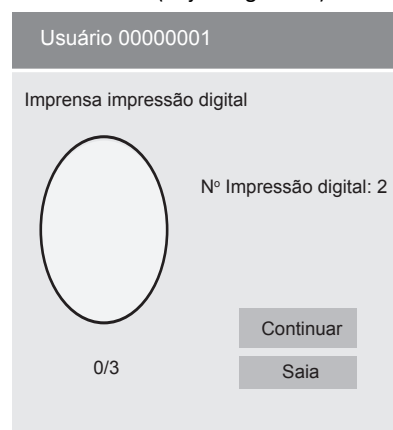 Usuário 00000001
Imprensa impressão digital
Nº Impressão digital: 2
Continuar
0/3
Saia